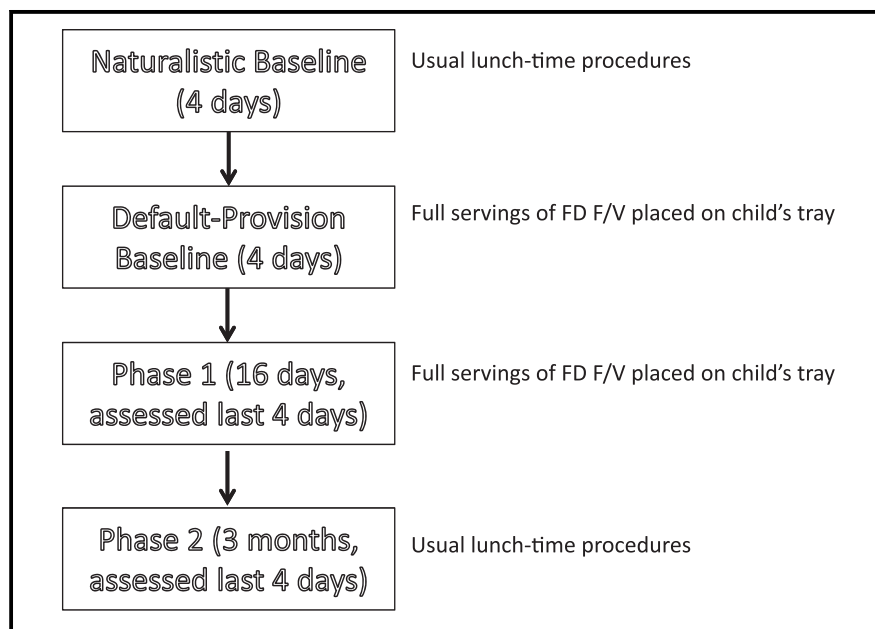 Naturalistic Baseline
(4 days)
Usual lunch-time procedures
Default-Provision
Baseline (4 days)
Full servings of FD F/V placed on child's tray
Phase 1 (16 days,
assessed last 4 days)
Full servings of FD F/V placed on child's tray
Phase 2 (3 months,
assessed last 4 days)
Usual lunch-time procedures